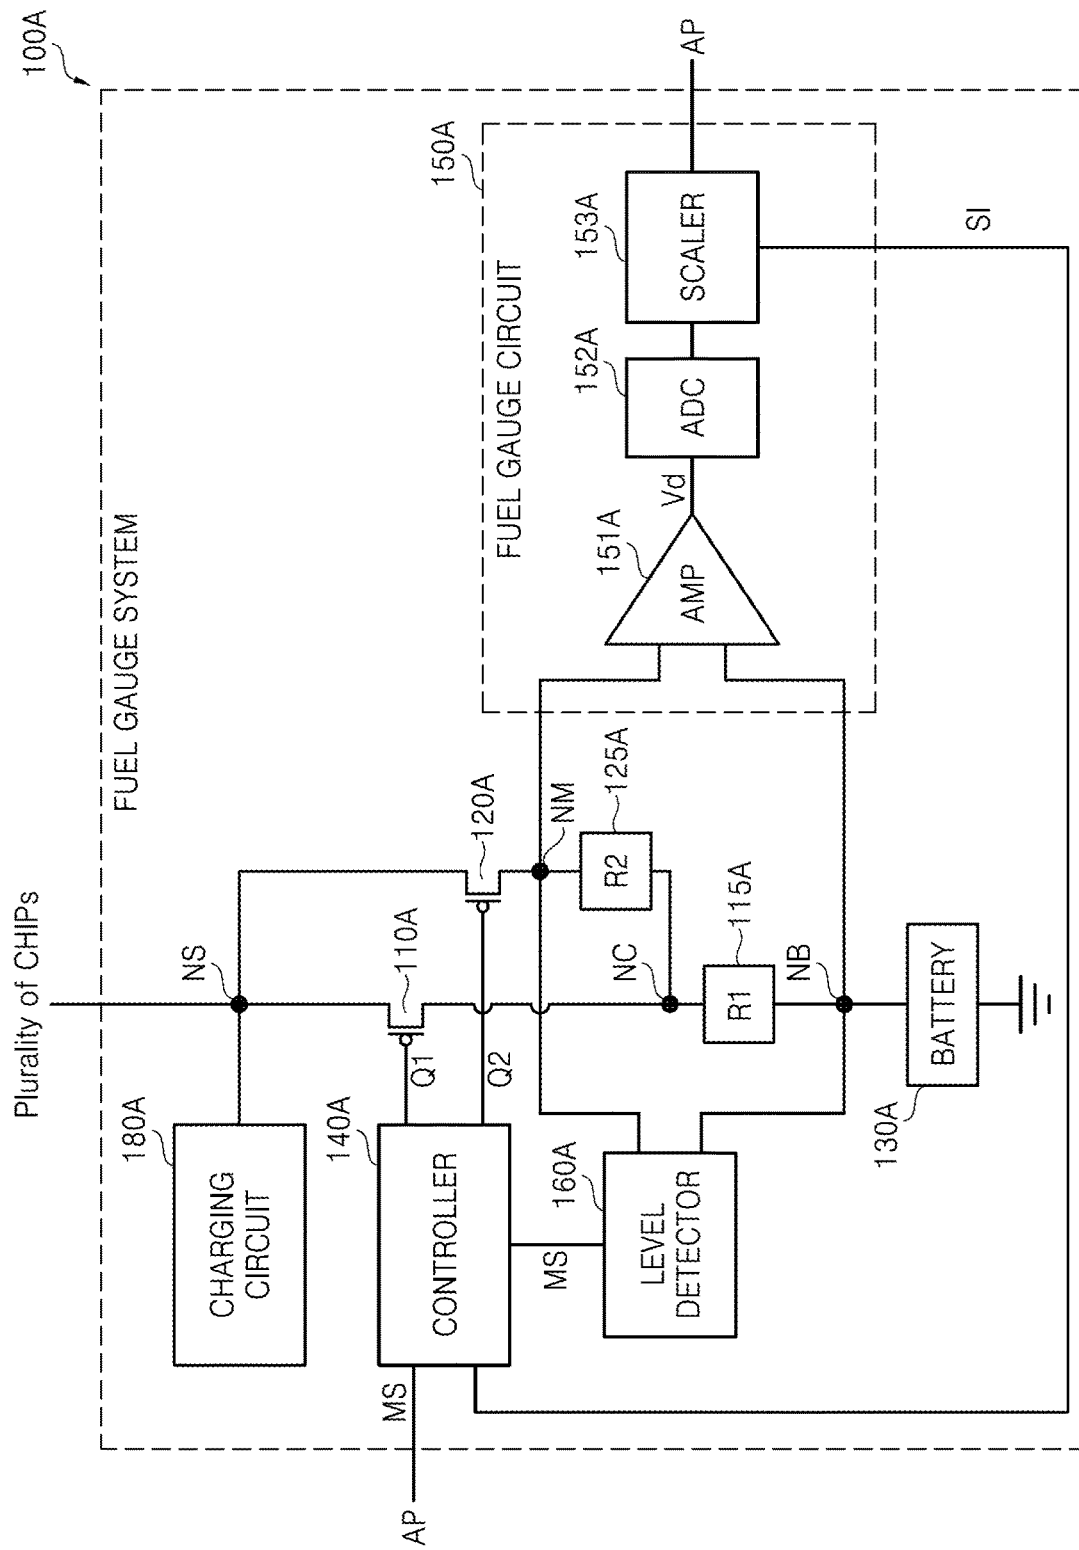 100A
Plurality of CHIPs
FUEL GAUGE SYSTEM
180A
CHARGING
CIRCUIT
NS
MS
AP
140A
CONTROLLER
Q1
Q2
110A
120A
MS
160A
LEVEL
DETECTOR
NM
R2
125A
NC
R1
115A
NB
BATTERY
130A
150A
FUEL GAUGE CIRCUIT
151A
AMP
Vd
152A
ADC
153A
SCALER
AP
SI